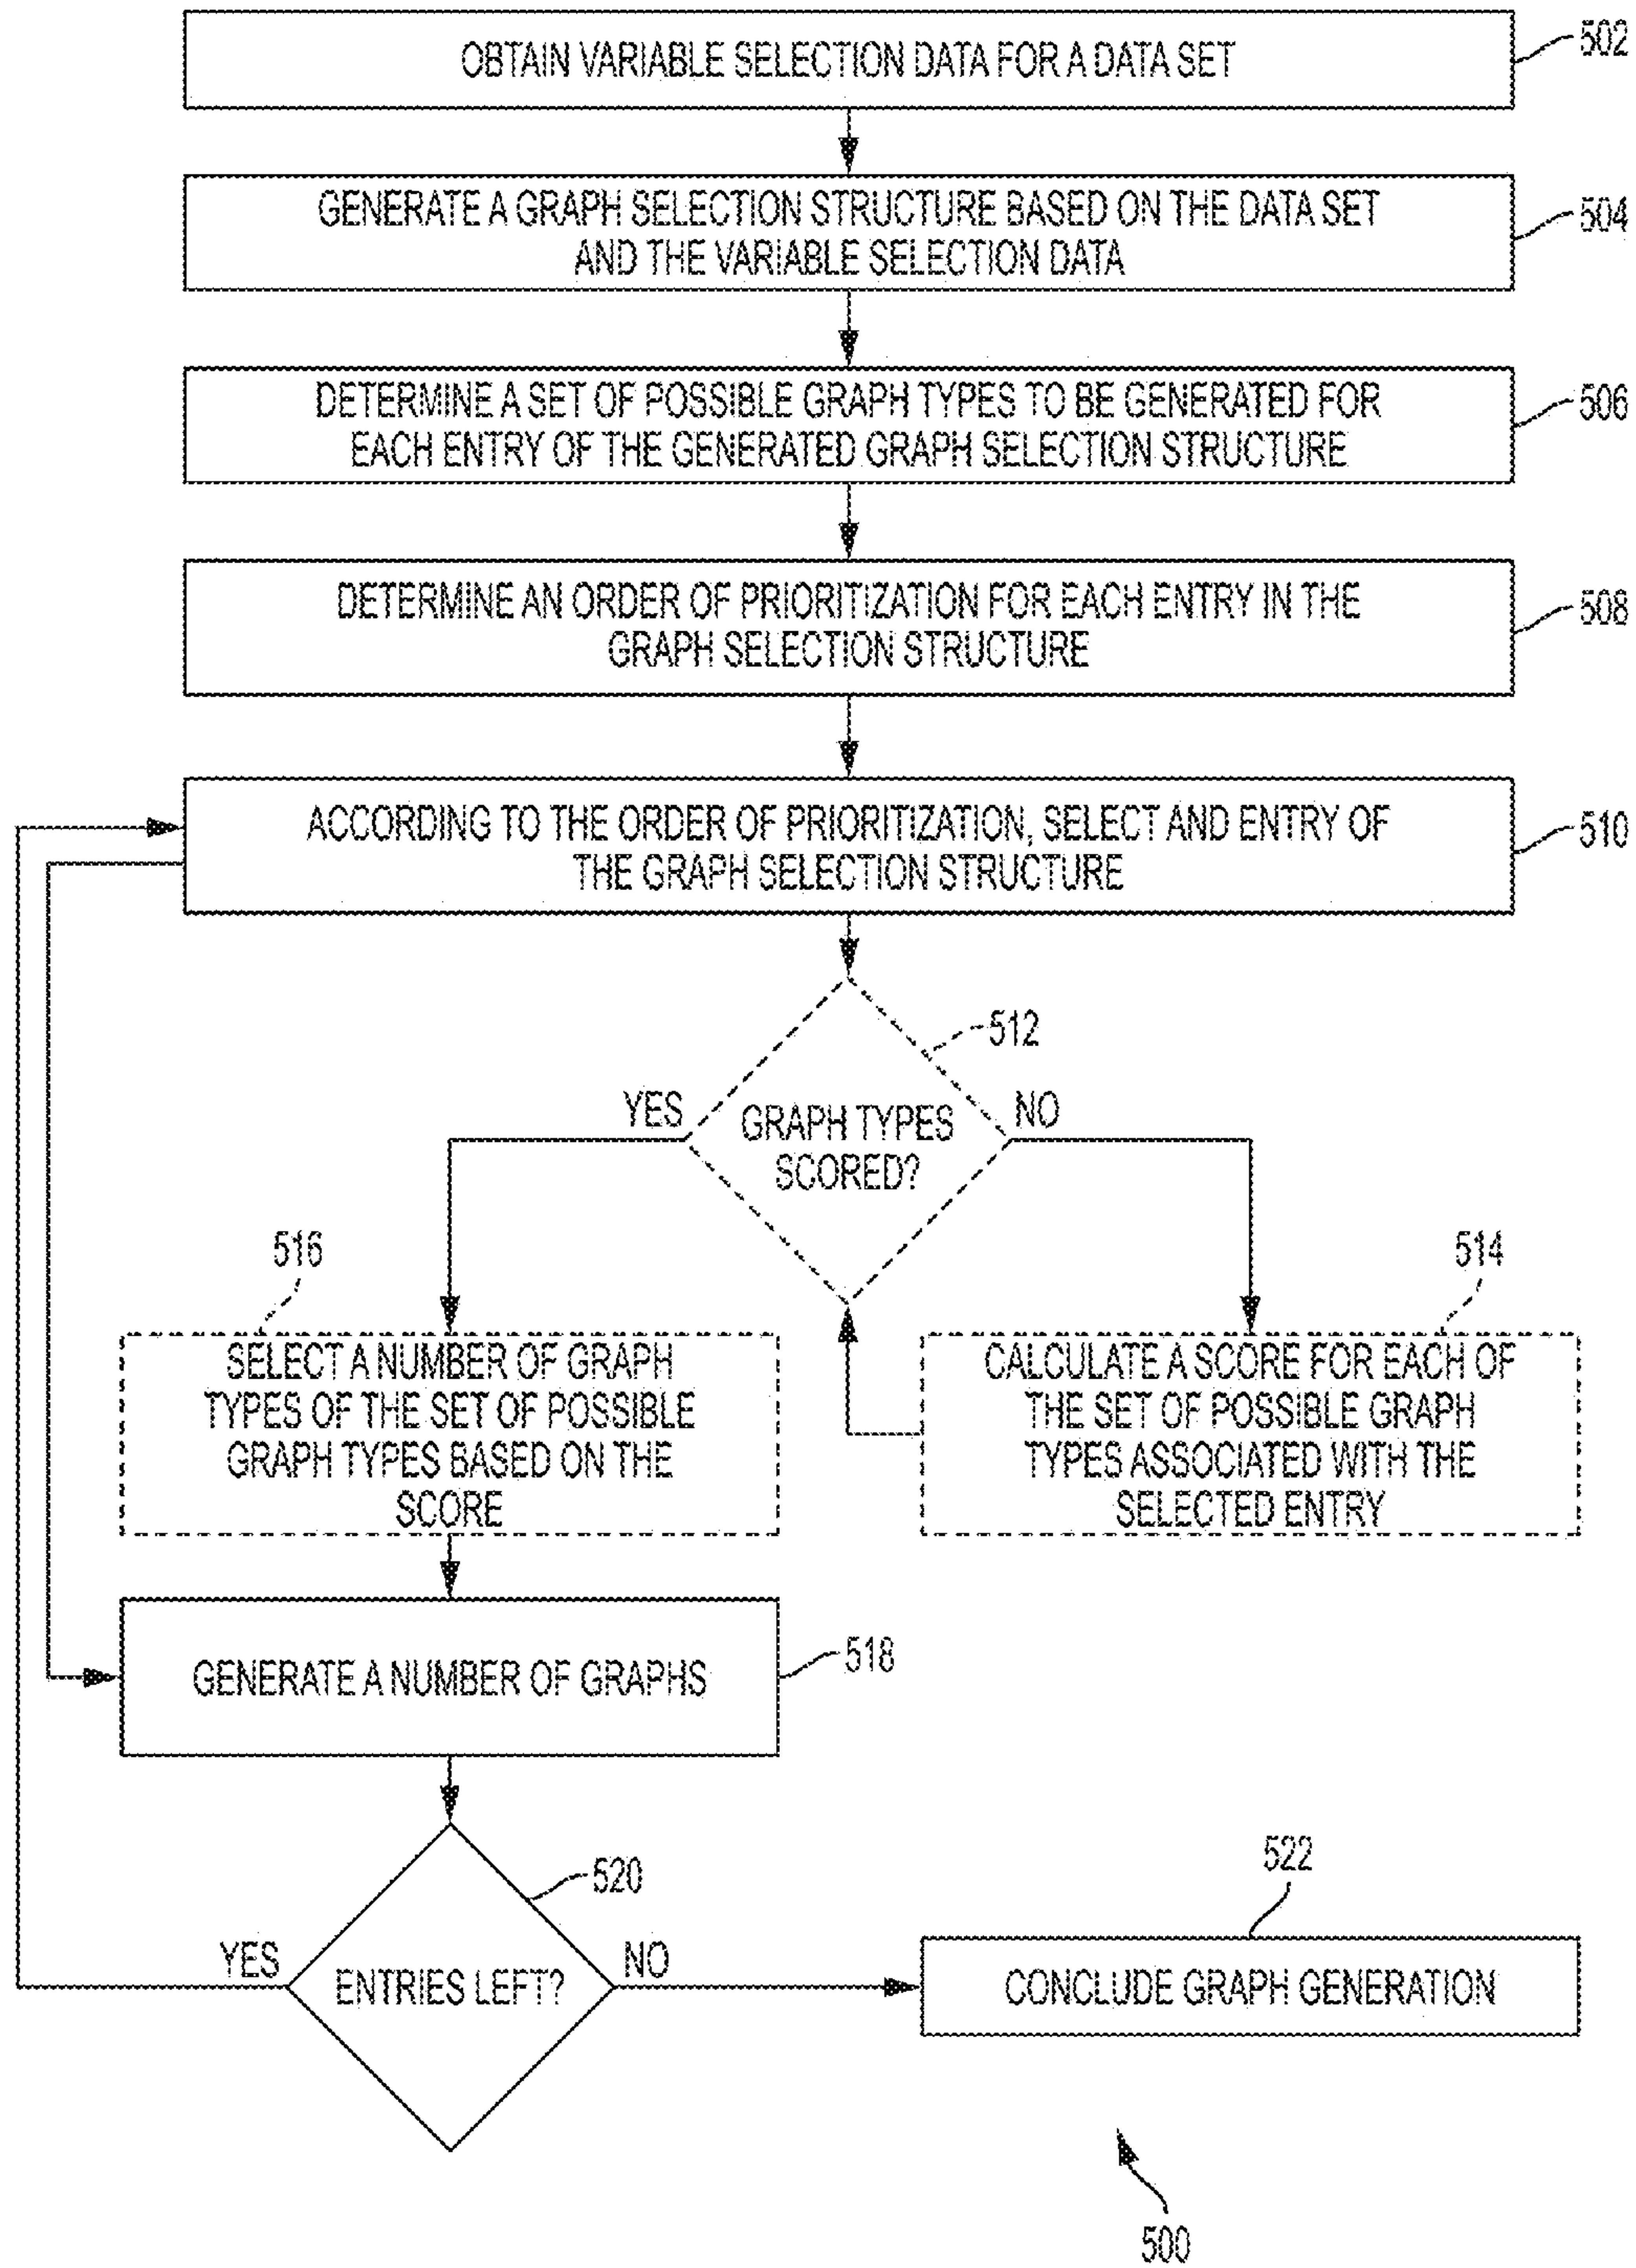 OBTAIN VARIABLE SELECTION DATA FOR A DATA SET
502
GENERATE A GRAPH SELECTION STRUCTURE BASED ON THE DATA SET
AND THE VARIABLE SELECTION DATA
504
DETERMINE A SET OF POSSIBLE GRAPH TYPES TO BE GENERATED FOR
EACH ENTRY OF THE GENERATED GRAPH SELECTION STRUCTURE
506
DETERMINE AN ORDER OF PRIORITIZATION FOR EACH ENTRY IN THE
GRAPH SELECTION STRUCTURE
508
ACCORDING TO THE ORDER OF PRIORITIZATION, SELECT AND ENTRY OF
THE GRAPH SELECTION STRUCTURE
510
512
YES
GRAPH TYPES
SCORED?
NO
516
SELECT A NUMBER OF GRAPH
TYPES OF THE SET OF POSSIBLE
GRAPH TYPES BASED ON THE
SCORE
514
CALCULATE A SCORE FOR EACH OF
THE SET OF POSSIBLE GRAPH
TYPES ASSOCIATED WITH THE
SELECTED ENTRY
GENERATE A NUMBER OF GRAPHS
518
520
YES
ENTRIES LEFT?
NO
522
CONCLUDE GRAPH GENERATION
500